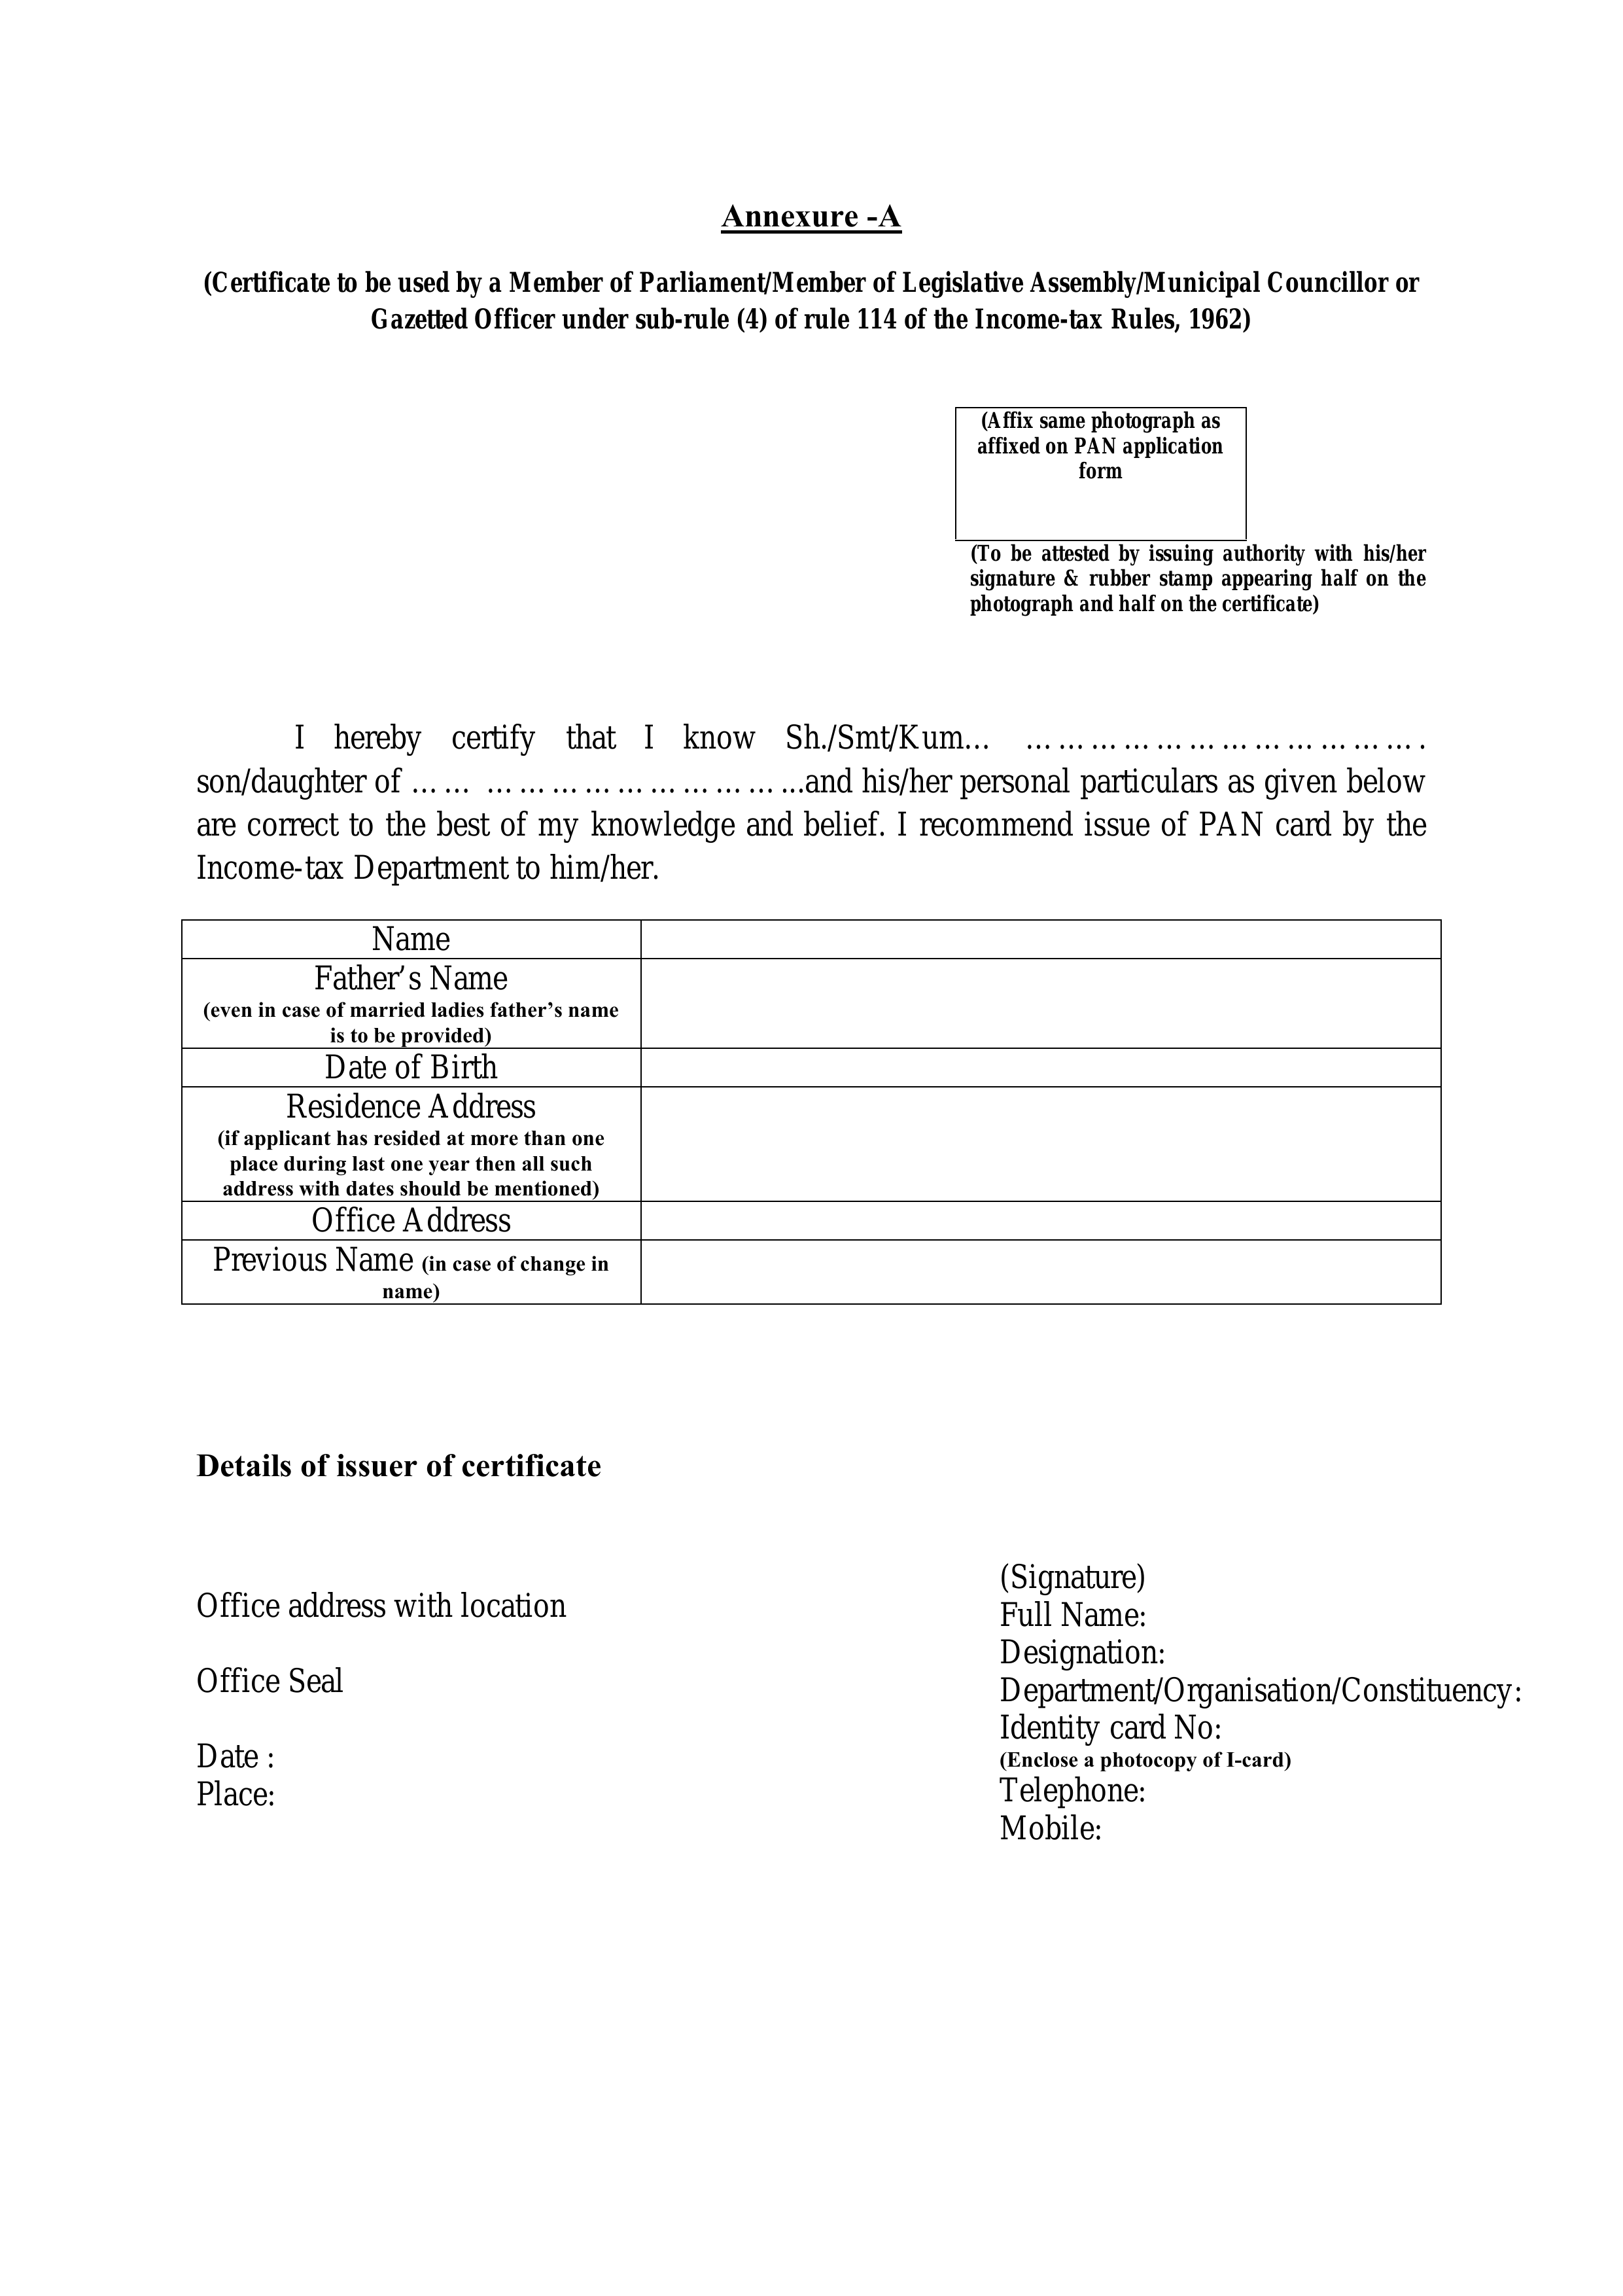 Annexure -A
(Certificate to be used by a Member of Parliament/Member of Legislative Assembly/Municipal Councillor or
Gazetted Officer under sub-rule (4) of rule 114 of the Income-tax Rules, 1962)
(Affix same photograph as
affixed on PAN application
form
(To be attested by issuing authority with his/her
signature & rubber stamp appearing half on the
photograph and half on the certificate)
I hereby certify that I know Sh./Smt/Kum… ………………………………….
son/daughter of …… …………………………...and his/her personal particulars as given below
are correct to the best of my knowledge and belief. I recommend issue of PAN card by the
Income-tax Department to him/her.
Name
Father’s Name
(even in case of married ladies father’s name
is to be provided)
Date of Birth
Residence Address
(if applicant has resided at more than one
place during last one year then all such
address with dates should be mentioned)
Office Address
Previous Name (in case of change in
name)
Details of issuer of certificate
Office address with location
Office Seal
Date :
Place:
(Signature)
Full Name:
Designation:
Department/Organisation/Constituency:
Identity card No:
(Enclose a photocopy of I-card)
Telephone:
Mobile: